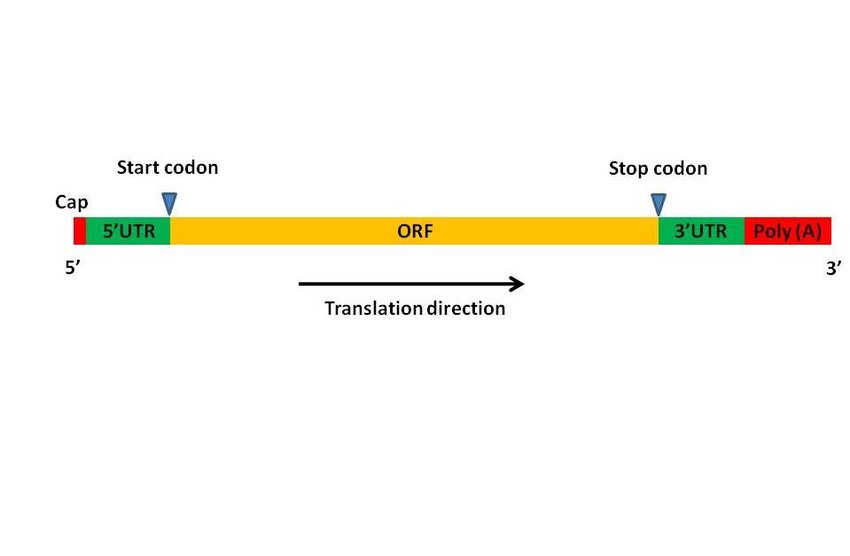 Start codon
Stop codon
Cap
5’UTR
ORF
3’UTR
Poly (A)
5’
3’
Translation direction